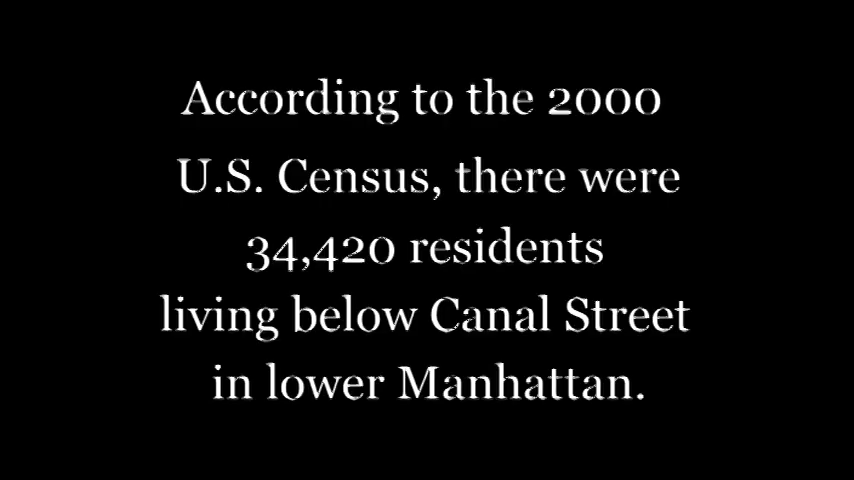 According to the 2000
U.S. Census, there were
34,420 residents
living below Canal Street
in lower Manhattan.